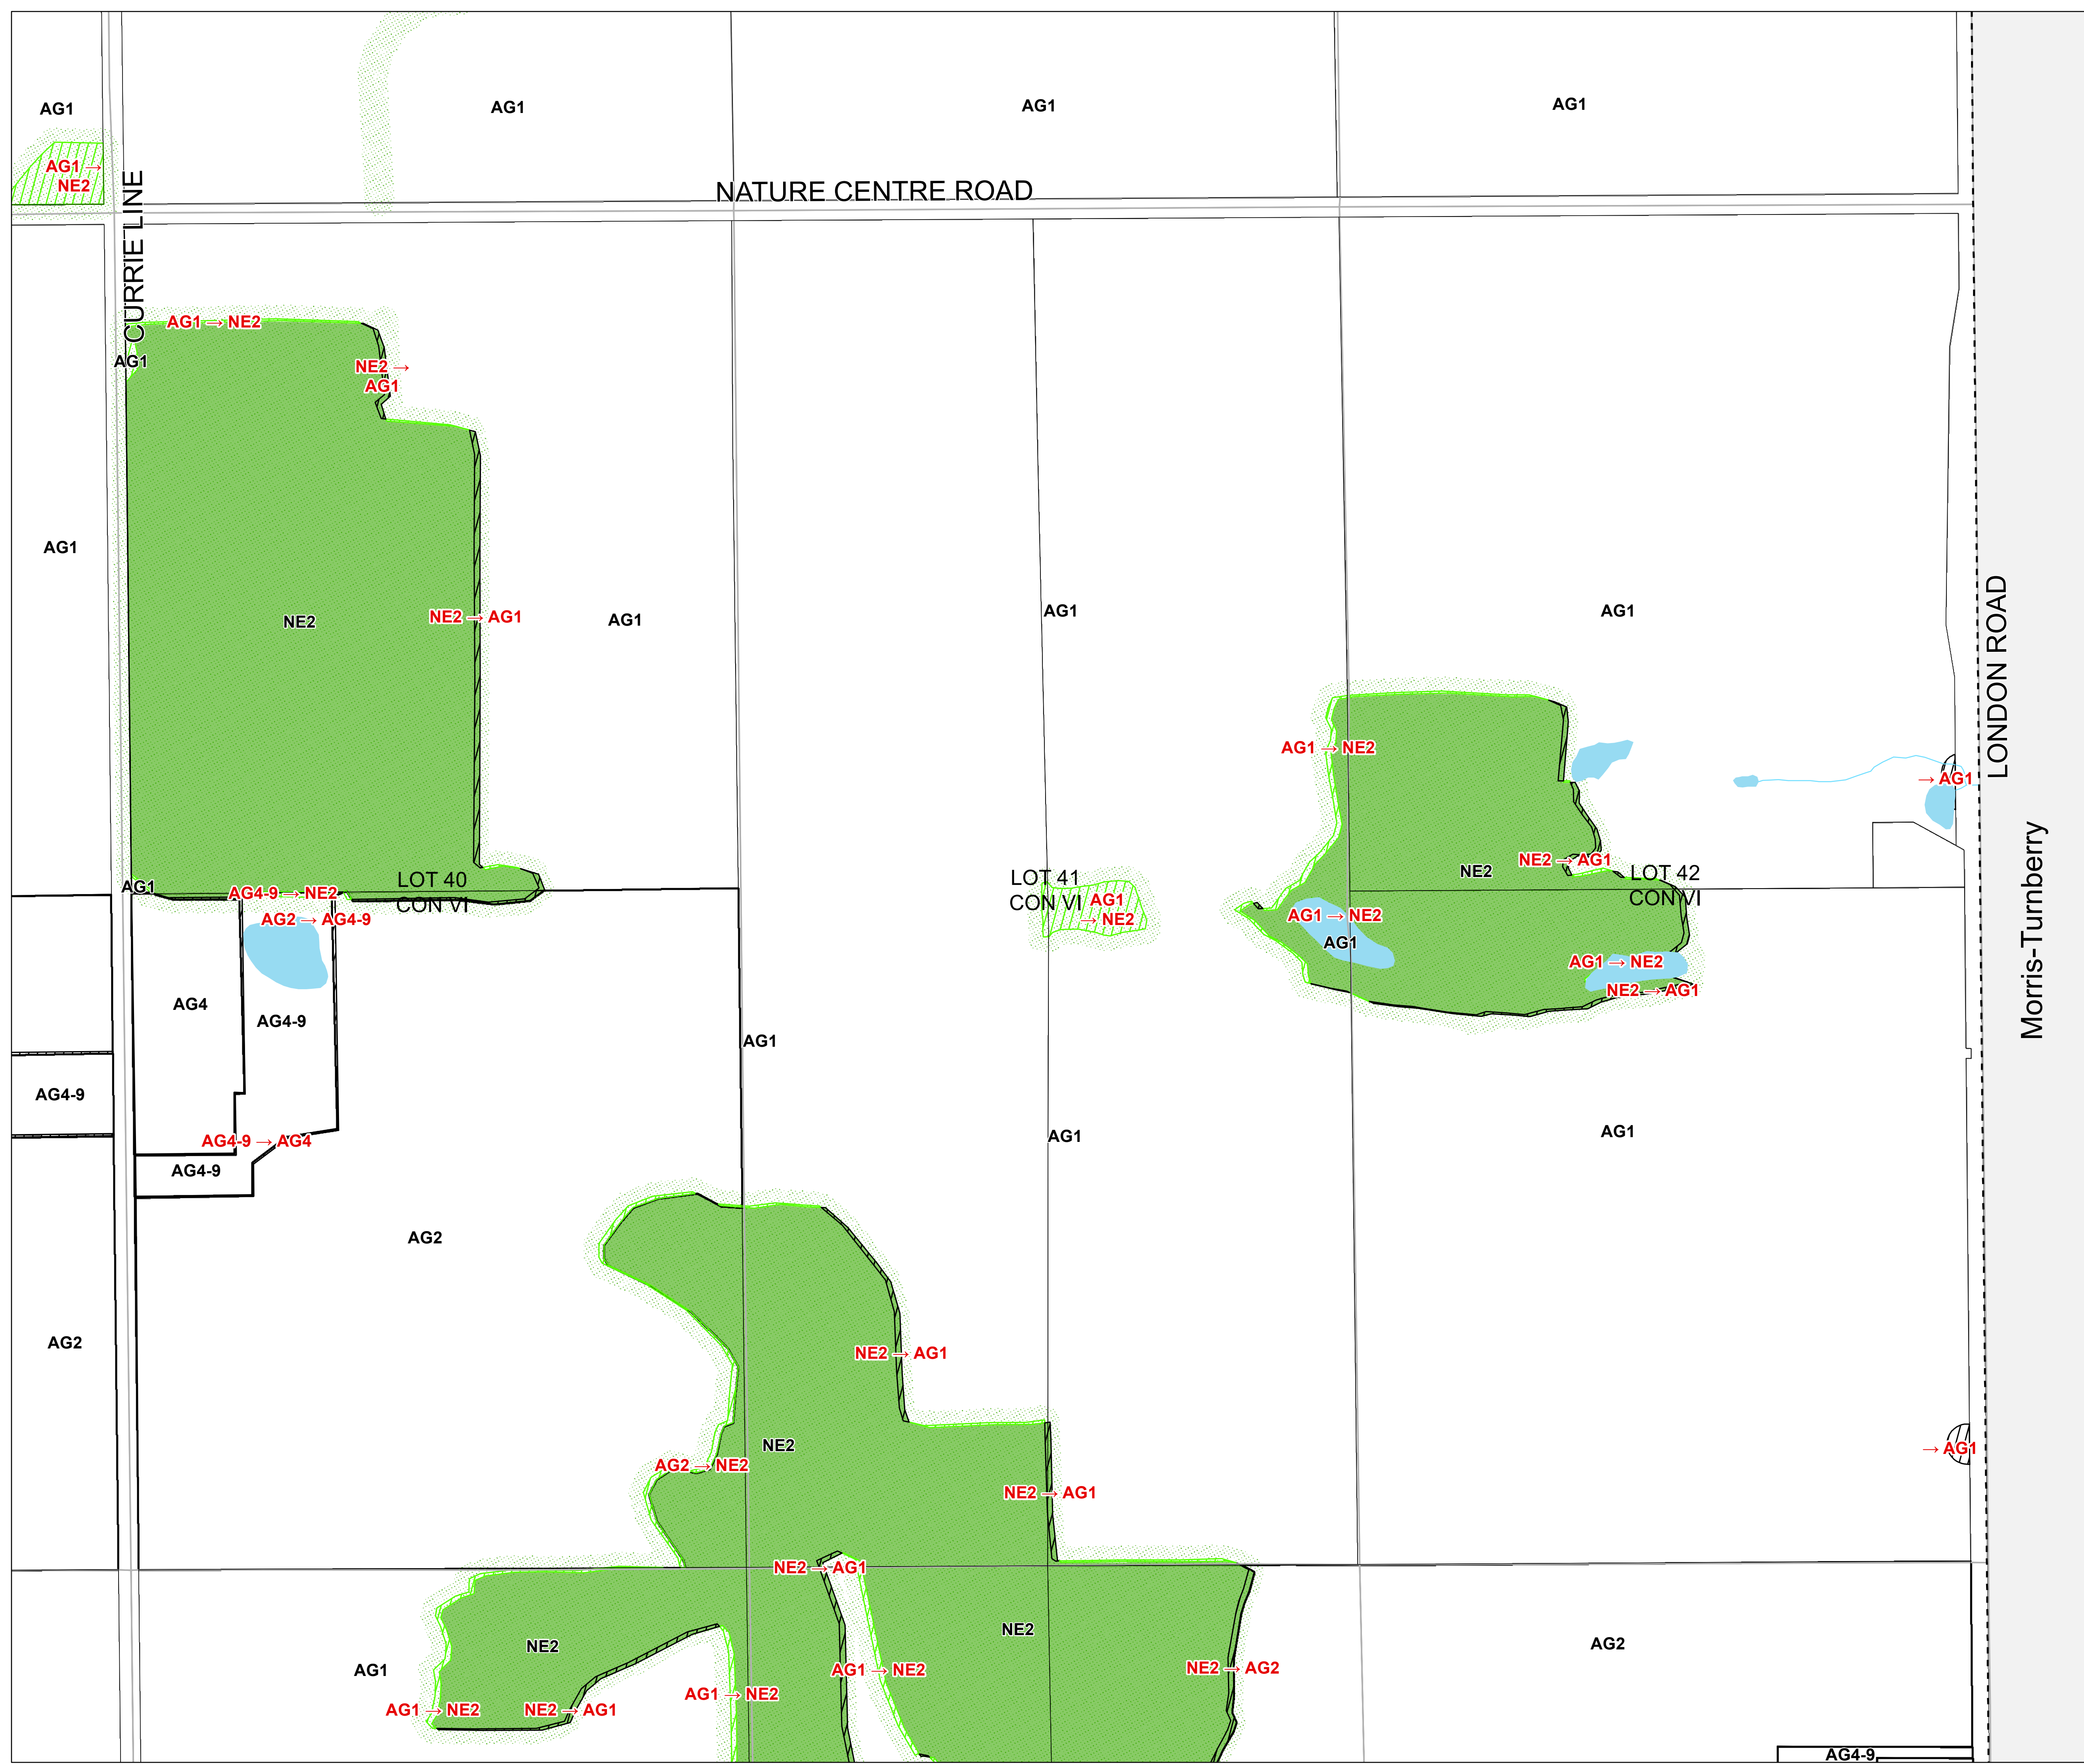 AG1
AG1
AG1
AG1
AG1 →
NE2
NATURE CENTRE ROAD
CURRIE LINE
AG1 → NE2
AG1
NE2 →
AG1
AG1
NE2
NE2 → AG1
AG1
AG1
AG1
LONDON ROAD
AG1 → NE2
→ AG1
NE2 → AG1
NE2
LOT 42
CON VI
LOT 40
CON VI
LOT 41
CON VI
AG1
→ NE2
AG1
AG4-9 → NE2
AG2 → AG4-9
AG1 → NE2
AG1
AG1 → NE2
NE2 → AG1
Morris-Turnberry
AG4
AG4-9
AG1
AG4-9
AG1
AG1
AG4-9 → AG4
AG4-9
AG2
AG2
NE2 → AG1
NE2
→ AG1
AG2 → NE2
NE2 → AG1
NE2 → AG1
NE2
NE2
AG2
AG1
AG1 → NE2
NE2 → AG2
AG1 → NE2
AG1 → NE2
NE2 → AG1
AG4-9